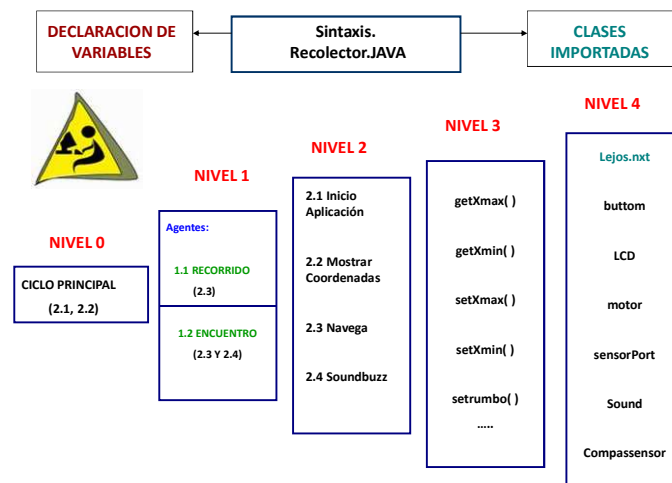 DECLARACION DE
VARIABLES
Sintaxis.
Recolector.JAVA
CLASES
IMPORTADAS
NIVEL 0
CICLO PRINCIPAL
(2.1, 2.2)
NIVEL 1
Agentes:
1.1 RECORRIDO
(2.3)
1.2 ENCUENTRO
(2.3 Y 2.4)
NIVEL 2
2.1 Inicio
Aplicación
2.2 Mostrar
Coordenadas
2.3 Navega
2.4 Soundbuzz
NIVEL 3
getXmax( )
getXmin( )
setXmax( )
setXmin( )
setrumbo( )
.....
NIVEL 4
Lejos.nxt
buttom
LCD
motor
sensorPort
Sound
Compassensor